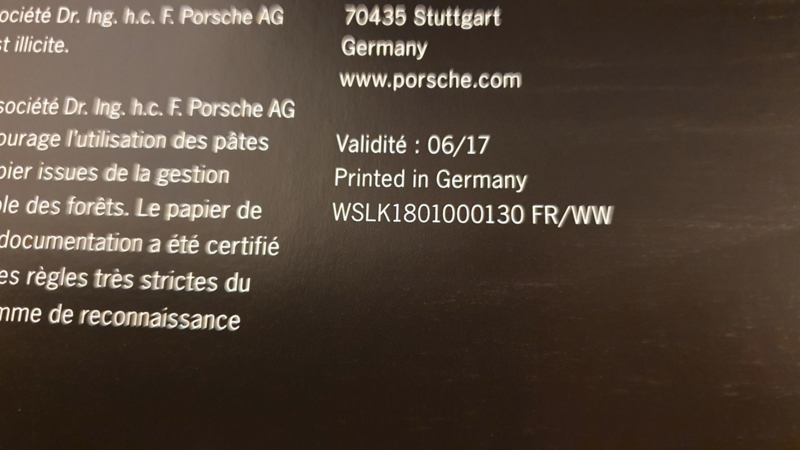 ociété Dr. Ing. h.c. F. Porsche AG
st illicite.
société Dr. Ing. h.c. F. Porsche AG
ourage l'utilisation des pâtes
pier issues de la gestion
le des forêts. Le papier de
documentation a été certifié
es règles très strictes du
mme de reconnaissance
70435 Stuttgart
Germany
www.porsche.com
Validité : 06/17
Printed in Germany
WSLK1801000130 FR/WW